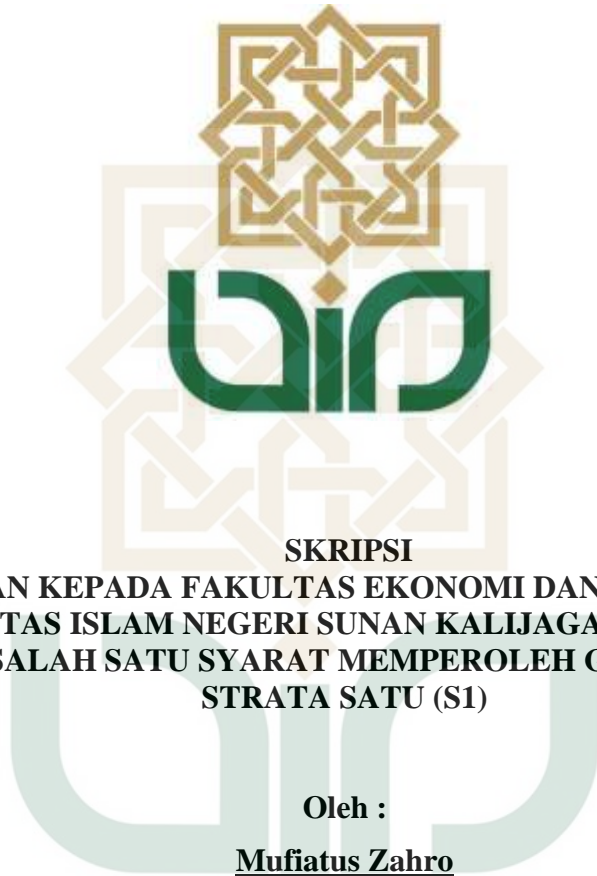 SKRIPSI
AN KEPADA FAKULTAS EKONOMI DAN
TAS ISLAM NEGERI SUNAN KALIJAGA
SALAH SATU SYARAT MEMPEROLEH
STRATA SATU (S1)
Oleh :
Mufiatus Zahro